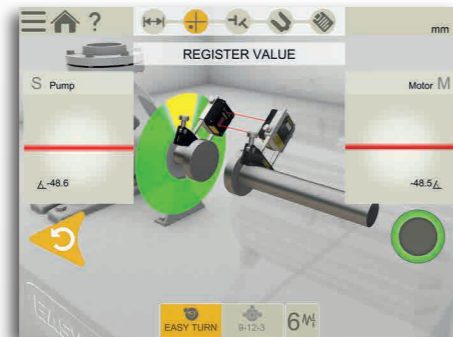 ?
mm
REGISTER VALUE
S Pump
Motor M
-48.6
-48.5
EASY TURN
9-12-3
6